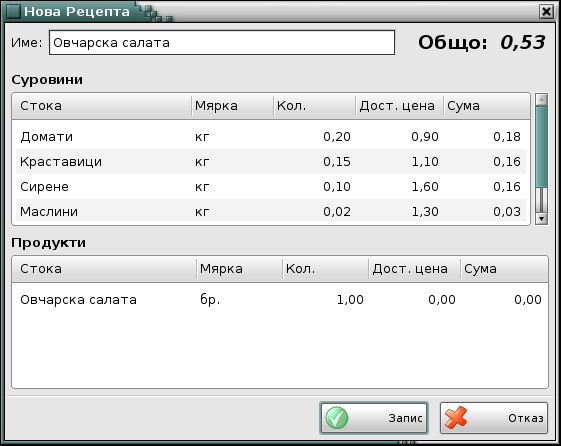 Нова Рецепта
Име: Овчарска салата Общо: 0,53
Суровини
Стока Мярка Кол. Дост. цена Сума
Домати кг 0,20 0,90 0,18
Краставици кг 0,15 1,10 0,16
Сирене кг 0,10 1,60 0,16
Маслини кг 0,02 1,30 0,03
Продукти
Стока Мярка Кол. Дост. цена Сума
Овчарска салата бр. 1,00 0,00 0,00
Запис Отказ